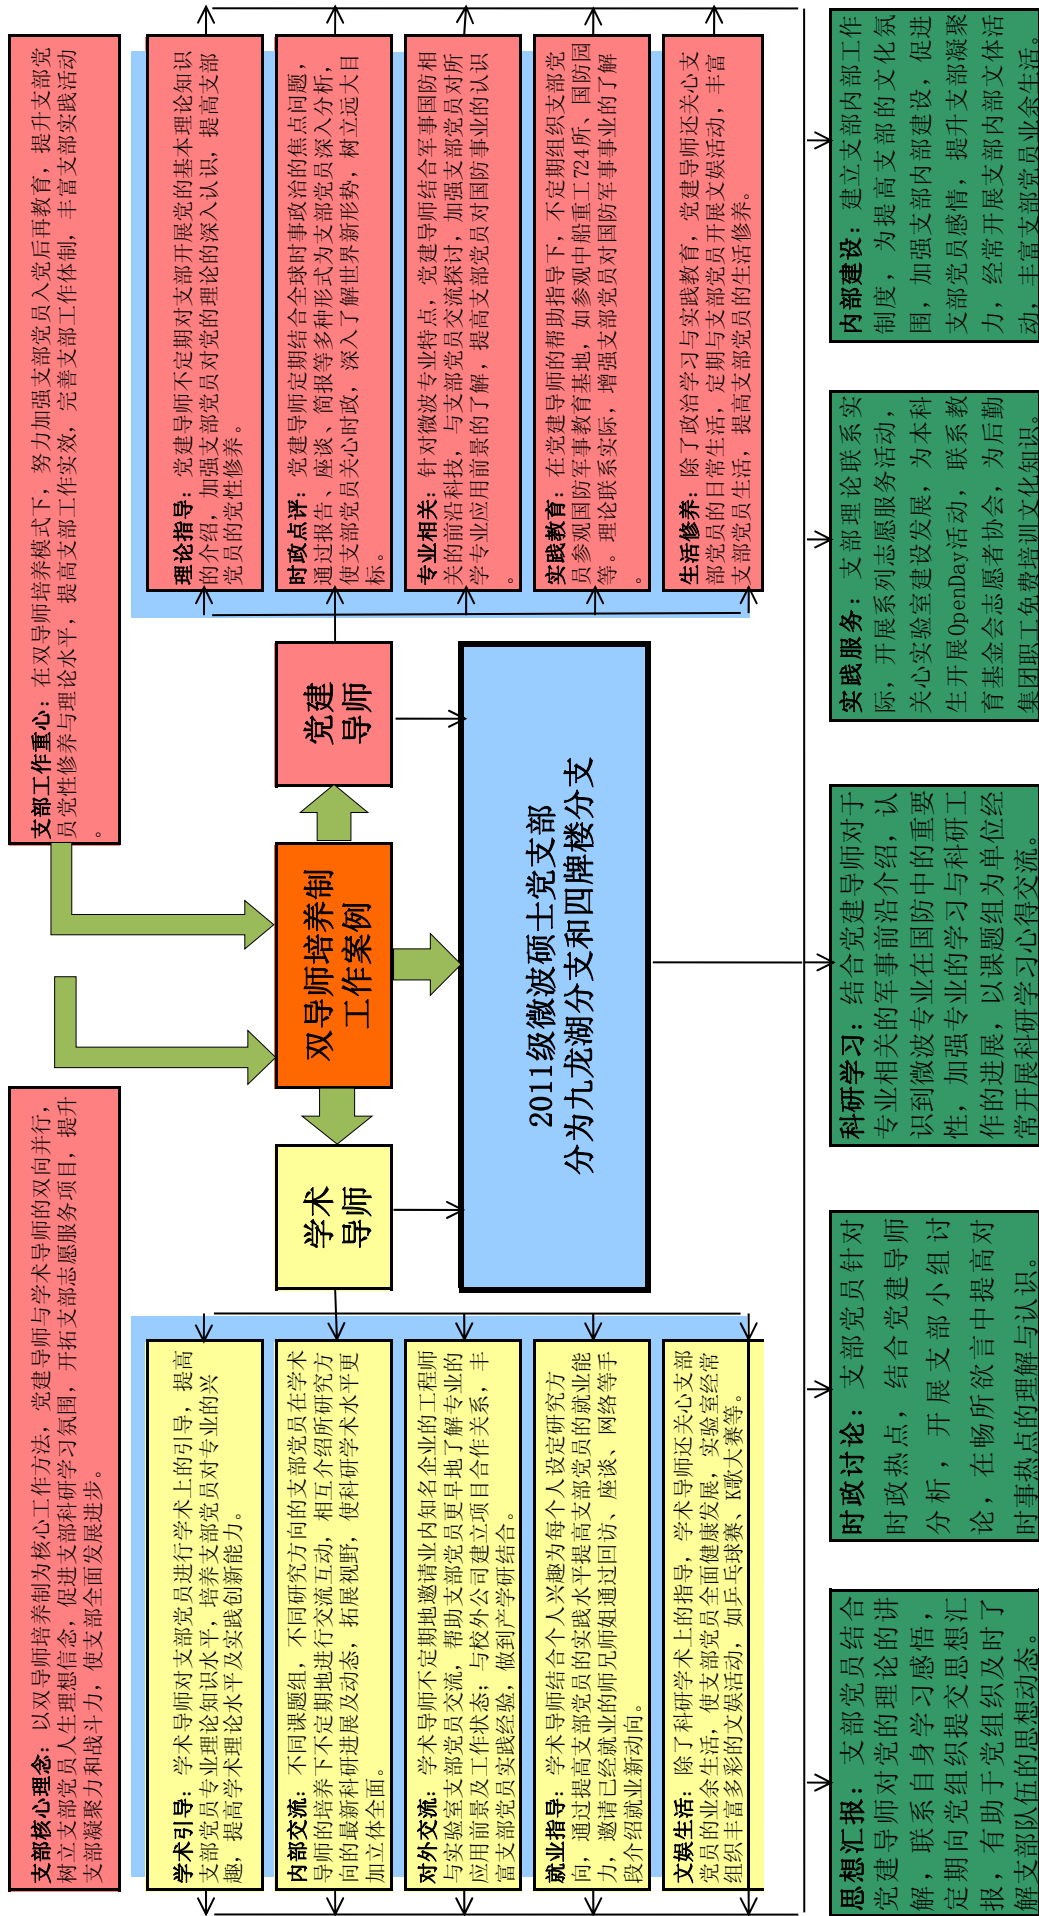 支部核心理念：以双导师培养制为核心工作方法，党建导师与学术导师的双向并行，
树立支部党员人生理想信念，促进支部科研学习氛围，开拓支部志愿服务项目，提升
支部凝聚力和战斗力，使支部全面发展进步。
支部工作重心：在双导师培养模式下，努力加强支部党员入党后再教育，提升支部党
员党性修养与理论水平，提高支部工作实效，完善支部工作体制，丰富支部实践活动
。
学术引导：学术导师对支部党员进行学术上的引导，提高
支部党员专业理论知识水平，培养支部党员对专业的兴
趣，提高学术理论水平及实践创新能力。
内部交流：不同课题组，不同研究方向的支部党员在学术
导师的培养下不定期地进行交流互动，相互介绍所研究方
向的最新科研进展及动态，拓展视野，使科研学术水平更
加立体全面。
对外交流：学术导师不定期地邀请业内知名企业的工程师
与实验室支部党员交流，帮助支部党员更早地了解专业的
应用前景及工作状态；与校外公司建立项目合作关系，丰
富支部党员实践经验，做到产学研结合。
就业指导：学术导师结合个人兴趣为每个人设定研究方
向，通过提高支部党员的实践水平提高支部党员的就业能
力，邀请已经就业的师兄师姐通过回访、座谈、网络等手
段介绍就业新动向。
文娱生活：除了科研学术上的指导，学术导师还关心支部
党员的业余生活，使支部党员全面健康发展，实验室经常
组织丰富多彩的文娱活动，如乒乓球赛、K歌大赛等。
学术
导师
双导师培养制
工作案例
党建
导师
2011级微波硕士党支部
分为九龙湖分支和四牌楼分支
理论指导：党建导师不定期对支部开展党的基本理论知识
的介绍，加强支部党员对党的理论的深入认识，提高支部
党员的党性修养。
时政点评：党建导师定期结合全球时事政治的焦点问题，
通过报告、座谈、简报等多种形式为支部党员深入分析，
使支部党员关心时政，深入了解世界新形势，树立远大目
标。
专业相关：针对微波专业特点，党建导师结合军事国防相
关的前沿科技，与支部党员交流探讨，加强支部党员对所
学专业应用前景的了解，提高支部党员对国防事业的认识
。
实践教育：在党建导师的帮助指导下，不定期组织支部党
员参观国防军事教育基地，如参观中船重工724所、国防园
等。理论联系实际，增强支部党员对国防军事事业的了解
。
生活修养：除了政治学习与实践教育，党建导师还关心支
部党员的日常生活，定期与支部党员开展文娱活动，丰富
支部党员生活，提高支部党员的生活修养。
思想汇报：支部党员结合
党建导师对党的理论的讲
解，联系自身学习感悟，
定期向党组织提交思想汇
报，有助于党组织及时了
解支部队伍的思想动态。
时政讨论：支部党员针对
时政热点，结合党建导师
分析，开展支部小组讨
论，在畅所欲言中提高对
时事热点的理解与认识。
科研学习：结合党建导师对于
专业相关的军事前沿介绍，认
识到微波专业在国防中的重要
性，加强专业的学习与科研工
作的进展，以课题组为单位经
常开展科研学习心得交流。
实践服务：支部理论联系实
际，开展系列志愿服务活动，
关心实验室建设发展，为本科
生开展OpenDay活动，联系教
育基金会志愿者协会，为后勤
集团职工免费培训文化知识。
内部建设：建立支部内部工作
制度，为提高支部的文化氛
围，加强支部内部建设，促进
支部党员感情，提升支部凝聚
力，经常开展支部内部文体活
动，丰富支部党员业余生活。